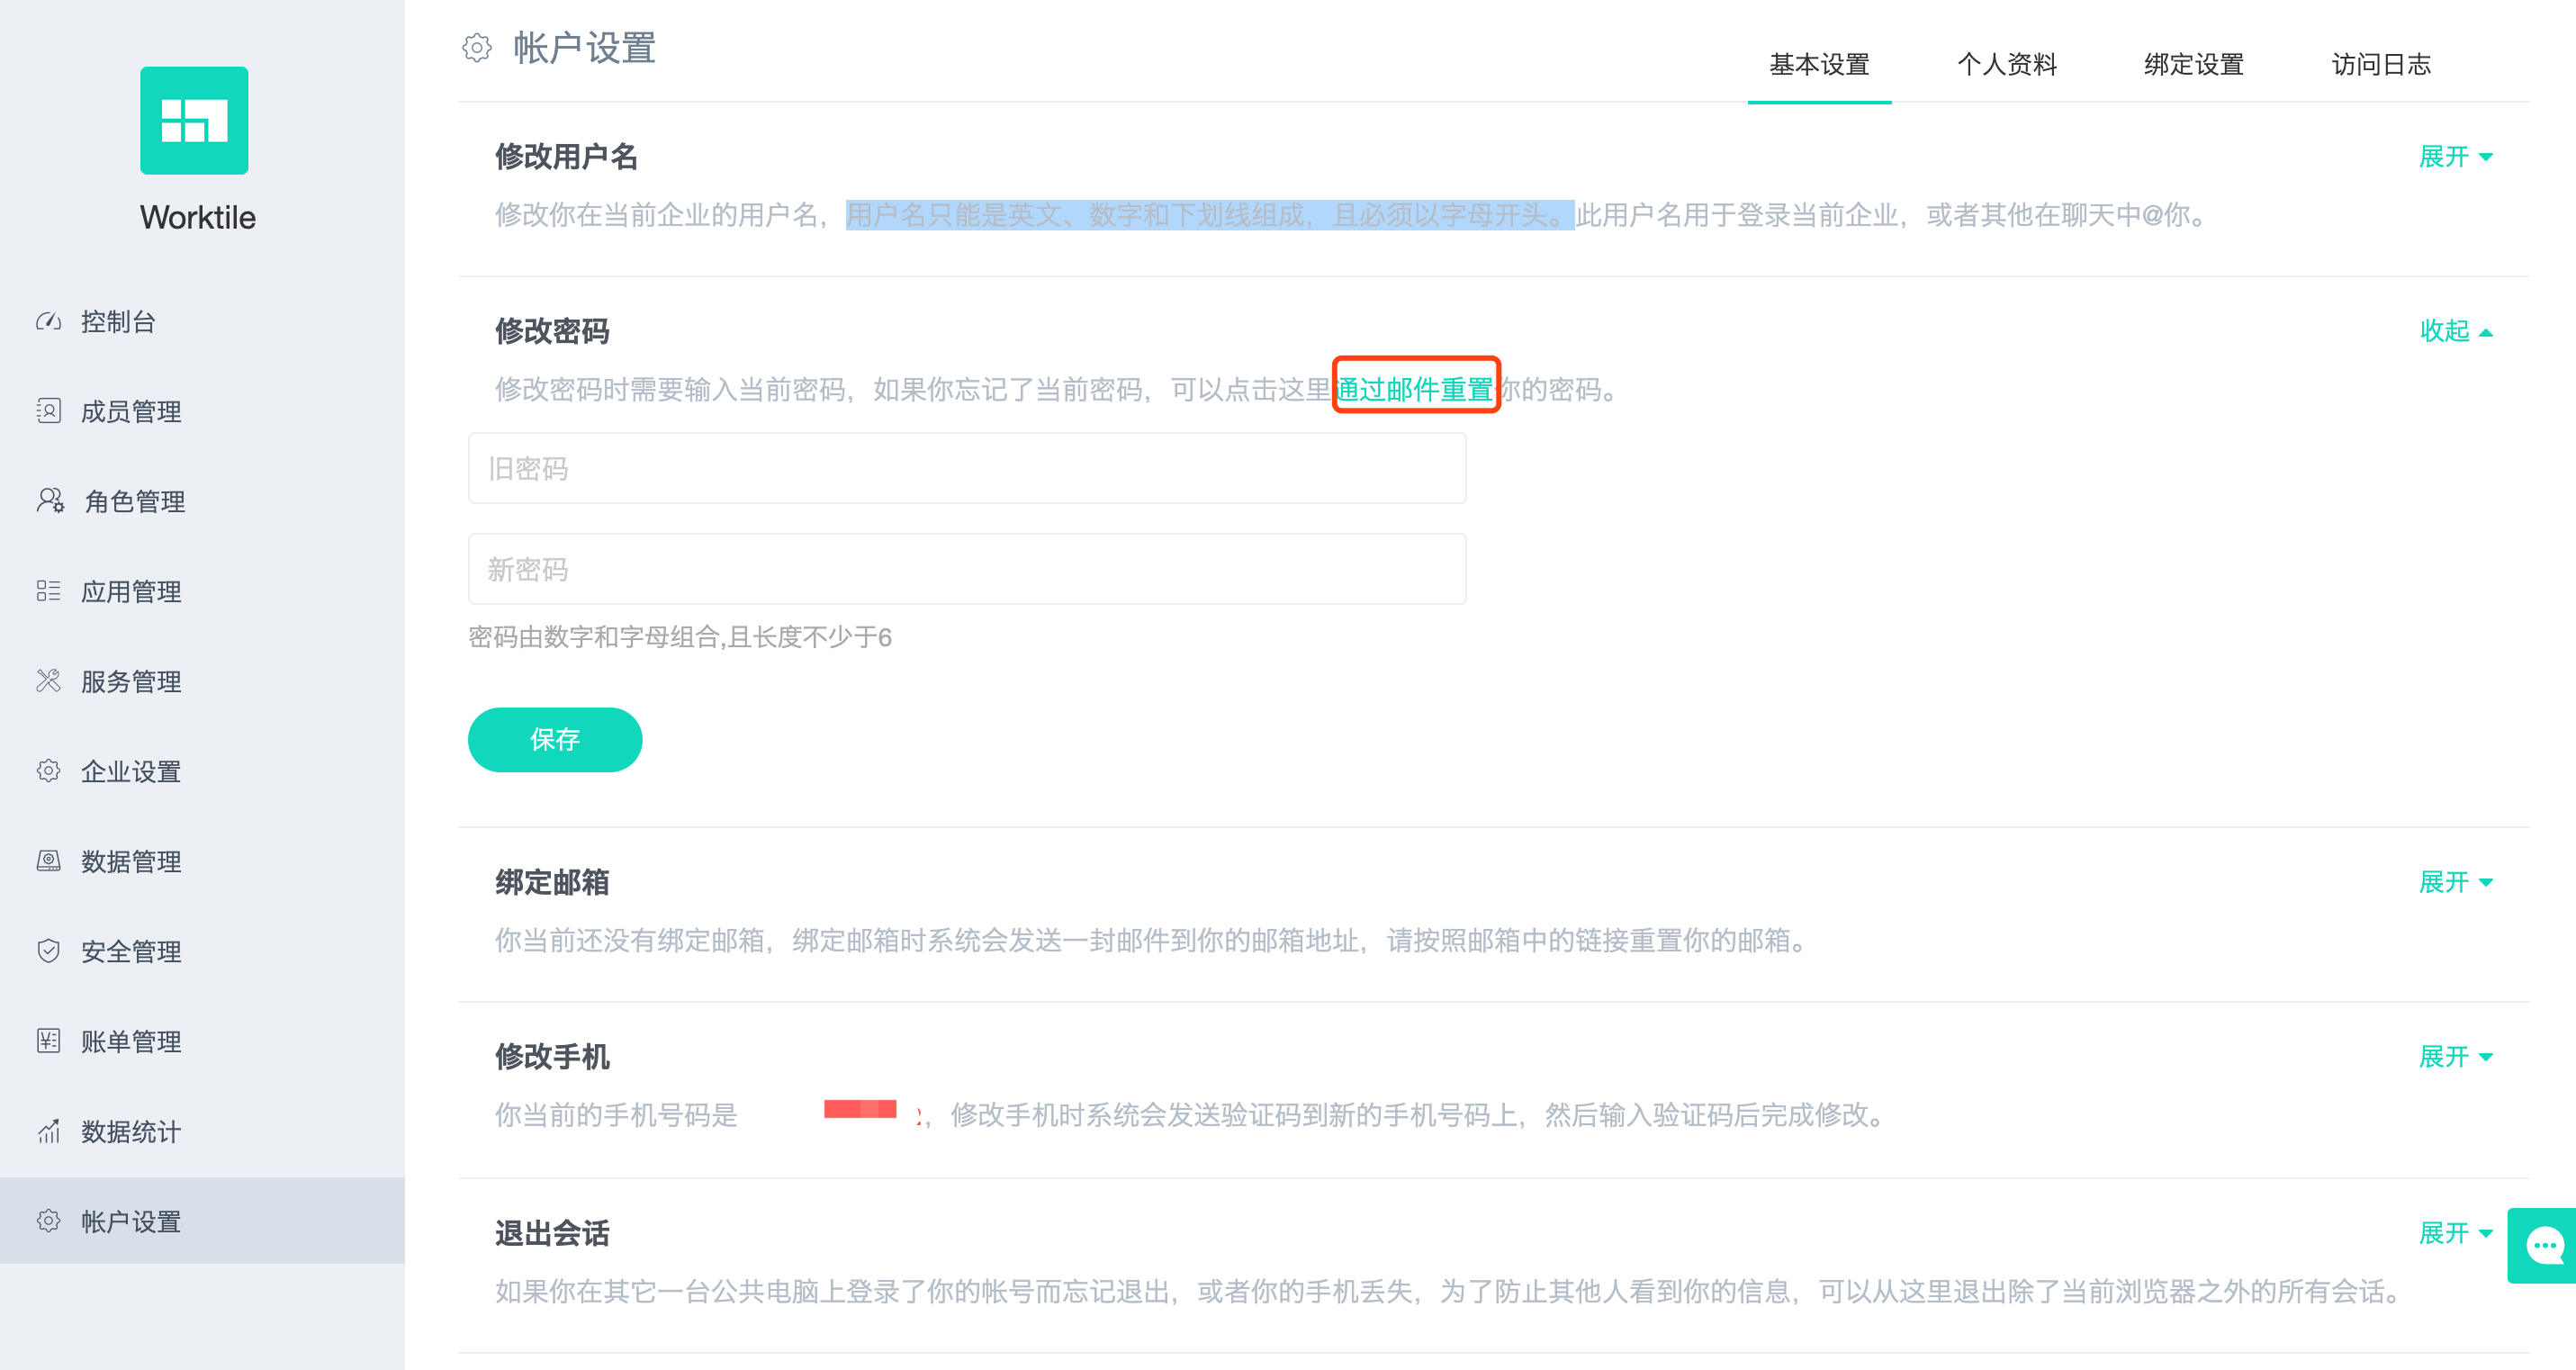 帐户设置
基本设置 个人资料 绑定设置 访问日志
Worktile
控制台
成员管理
角色管理
应用管理
服务管理
企业设置
数据管理
安全管理
账单管理
数据统计
帐户设置
修改用户名 展开
修改你在当前企业的用户名，用户名只能是英文、数字和下划线组成，且必须以字母开头。此用户名用于登录当前企业，或者其他在聊天中@你。
修改密码 收起
修改密码时需要输入当前密码，如果你忘记了当前密码，可以点击这里通过邮件重置你的密码。
旧密码
新密码
密码由数字和字母组合,且长度不少于6
保存
绑定邮箱 展开
你当前还没有绑定邮箱，绑定邮箱时系统会发送一封邮件到你的邮箱地址，请按照邮箱中的链接重置你的邮箱。
修改手机 展开
你当前的手机号码是 ，修改手机时系统会发送验证码到新的手机号码上，然后输入验证码后完成修改。
退出会话 展开
如果你在其它一台公共电脑上登录了你的帐号而忘记退出，或者你的手机丢失，为了防止其他人看到你的信息，可以从这里退出除了当前浏览器之外的所有会话。